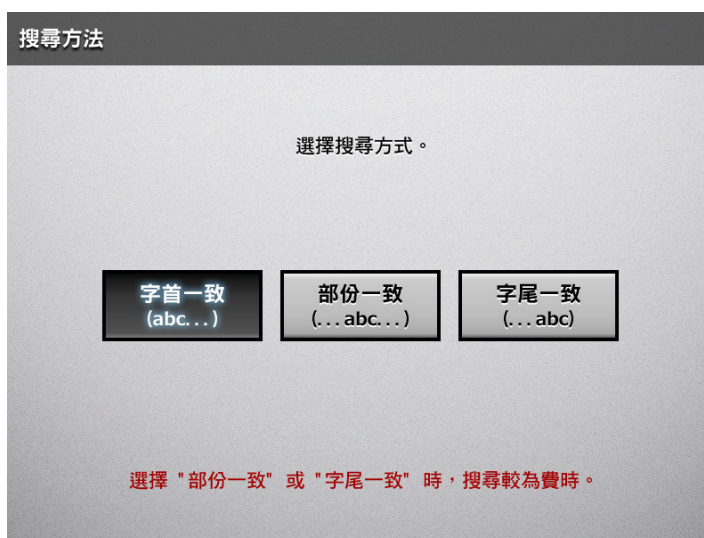 搜尋方法
選擇搜尋方式。
字首一致
(abc...)
部份一致
(...abc...)
字尾一致
(...abc)
選擇 "部份一致" 或 "字尾一致" 時，搜尋較為費時。